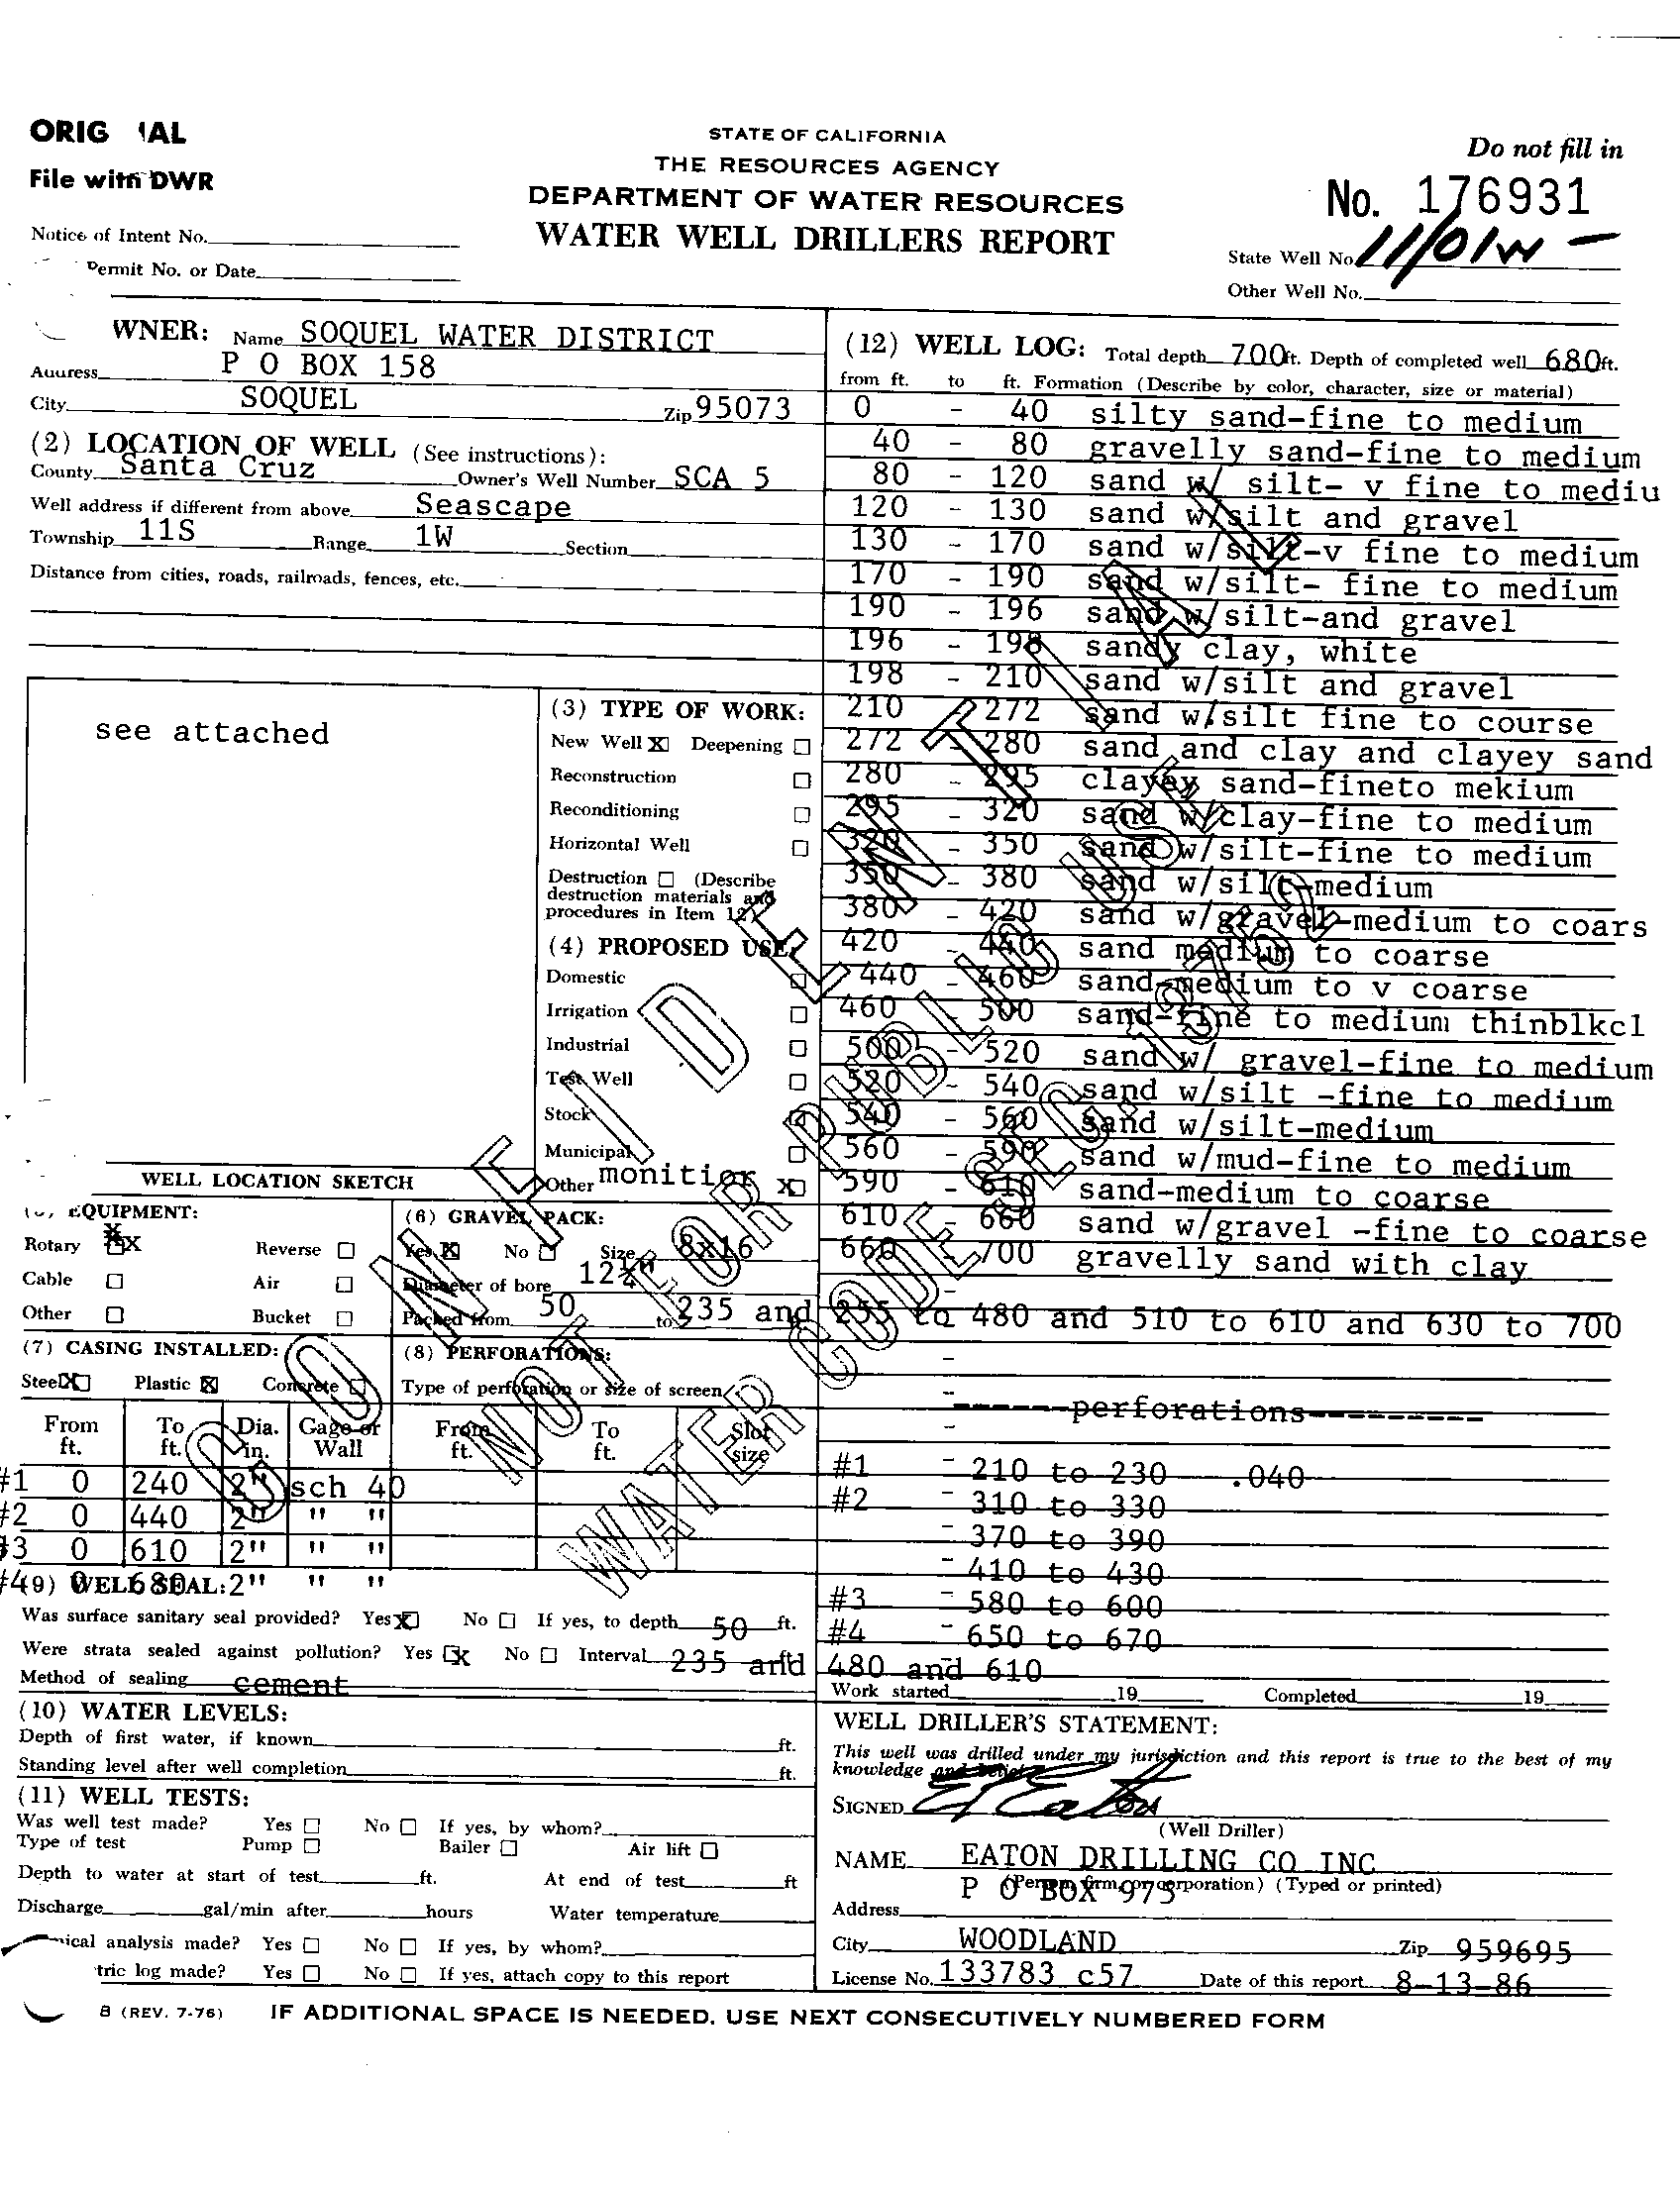 ORIG IAL
File with DWR
Notice of Intent No.
Permit No. or Date
STATE OF CALIFORNIA
THE RESOURCES AGENCY
DEPARTMENT OF WATER RESOURCES
WATER WELL DRILLERS REPORT
Do not fill in
No. 176931
State Well No. 11/01W —
Other Well No.
WNER: Name SOQUEL WATER DISTRICT
Address P O BOX 158
City SOQUEL Zip 95073
(2) LOCATION OF WELL (See instructions):
County Santa Cruz Owner's Well Number SCA 5
Well address if different from above Seascape
Township 11S Range 1W Section
Distance from cities, roads, railroads, fences, etc.
see attached
WELL LOCATION SKETCH
(3) TYPE OF WORK:
New Well X Deepening
Reconstruction
Reconditioning
Horizontal Well
Destruction (Describe
destruction materials and
procedures in Item 12)
(4) PROPOSED USE
Domestic
Irrigation
Industrial
Test Well
Stock
Municipal
Other monitior X
EQUIPMENT:
Rotary X Reverse
Cable Air
Other Bucket
(6) GRAVEL PACK:
Yes X No Size 8x16
Diameter of bore 12¼"
Packed from 50 to 235 and 255 to 480 and 510 to 610 and 630 to 700
(7) CASING INSTALLED:
Steel X Plastic X Concrete
From ft. To ft. Dia. in. Gage or Wall
#1 0 240 2" sch 40
#2 0 440 2" " "
#3 0 610 2" " "
#4 0 680 2" " "
(8) PERFORATIONS:
Type of perforation or size of screen
From ft. To ft. Slot size
(9) WELL SEAL:
Was surface sanitary seal provided? Yes X No If yes, to depth 50 ft.
Were strata sealed against pollution? Yes X No Interval 235 and 480 and 610
Method of sealing cement
(10) WATER LEVELS:
Depth of first water, if known ft.
Standing level after well completion ft.
(11) WELL TESTS:
Was well test made? Yes No If yes, by whom?
Type of test Pump Bailer Air lift
Depth to water at start of test ft. At end of test ft
Discharge gal/min after hours Water temperature
ical analysis made? Yes No If yes, by whom?
tric log made? Yes No If yes, attach copy to this report
(12) WELL LOG: Total depth 700 ft. Depth of completed well 680 ft.
from ft. to ft. Formation (Describe by color, character, size or material)
0 - 40 silty sand-fine to medium
40 - 80 gravelly sand-fine to medium
80 - 120 sand w/ silt- v fine to mediu
120 - 130 sand w/silt and gravel
130 - 170 sand w/silt-v fine to medium
170 - 190 sand w/silt- fine to medium
190 - 196 sand w/silt-and gravel
196 - 198 sandy clay, white
198 - 210 sand w/silt and gravel
210 - 272 sand w/silt fine to course
272 - 280 sand and clay and clayey sand
280 - 295 clayey sand-fineto mekium
295 - 320 sand w/clay-fine to medium
320 - 350 sand w/silt-fine to medium
350 - 380 sand w/silt-medium
380 - 420 sand w/gravel-medium to coars
420 - 440 sand medium to coarse
440 - 460 sand-medium to v coarse
460 - 500 sand-fine to medium thinblkcl
500 - 520 sand w/ gravel-fine to medium
520 - 540 sand w/silt -fine to medium
540 - 560 sand w/silt-medium
560 - 590 sand w/mud-fine to medium
590 - 610 sand-medium to coarse
610 - 660 sand w/gravel -fine to coarse
660 - 700 gravelly sand with clay
------perforations---------
#1 - 210 to 230 .040
#2 - 310 to 330
- 370 to 390
- 410 to 430
#3 - 580 to 600
#4 - 650 to 670
Work started 19 Completed 19
WELL DRILLER'S STATEMENT:
This well was drilled under my jurisdiction and this report is true to the best of my
knowledge and belief.
SIGNED E Eaton
(Well Driller)
NAME EATON DRILLING CO INC
(Person, firm, or corporation) (Typed or printed)
Address P O BOX 975
City WOODLAND Zip 959695
License No. 133783 c57 Date of this report 8-13-86
8 (REV. 7-76) IF ADDITIONAL SPACE IS NEEDED, USE NEXT CONSECUTIVELY NUMBERED FORM
CONFIDENTIAL
NOT FOR PUBLIC USE
WATER CODE SEC. 13752